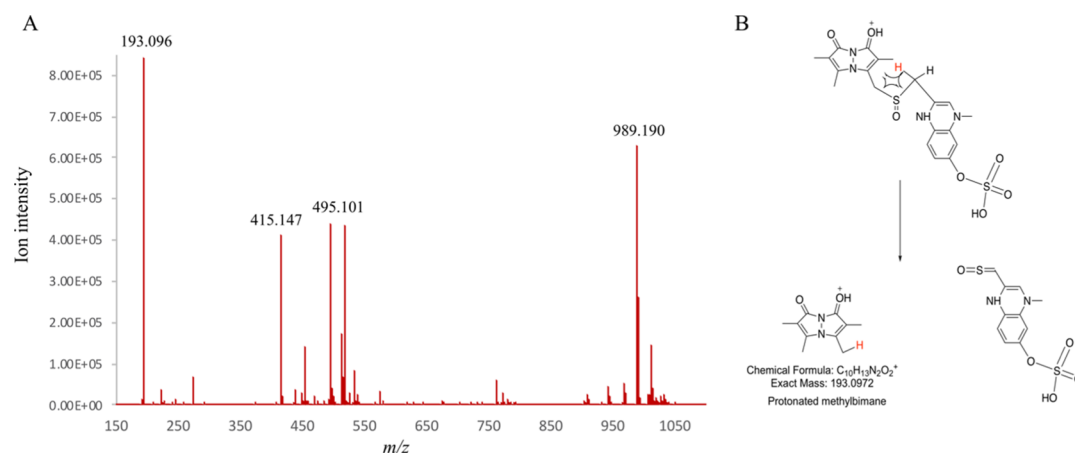 A
193.096
8.00E+05
7.00E+05
6.00E+05
5.00E+05
4.00E+05
3.00E+05
2.00E+05
1.00E+05
0.00E+00
Ion intensity
415.147
495.101
989.190
150 250 350 450 550 650 750 850 950 1050
m/z
B
O
+
OH
N
N
H
H
S
O
NH
N
O
O
S
O
HO
O
+
OH
N
N
H
Chemical Formula: C₁₀H₁₃N₂O₂⁺
Exact Mass: 193.0972
Protonated methylbimane
O=S
NH
N
O
O
S
O
HO